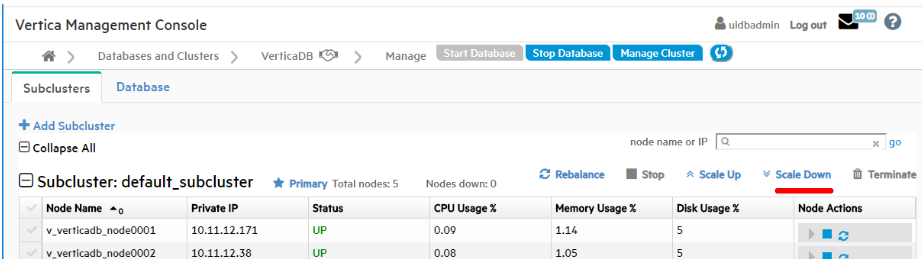 Vertica Management Console
uidbadmin Log out 100 ?
Databases and Clusters VerticaDB Manage Start Database Stop Database Manage Cluster
Subclusters Database
+ Add Subcluster
node name or IP × go
Collapse All
Subcluster: default_subcluster Primary Total nodes: 5 Nodes down: 0 Rebalance Stop Scale Up Scale Down Terminate
Node Name 0 Private IP Status CPU Usage % Memory Usage % Disk Usage % Node Actions
v_verticadb_node0001 10.11.12.171 UP 0.09 1.14 5
v_verticadb_node0002 10.11.12.38 UP 0.08 1.05 5